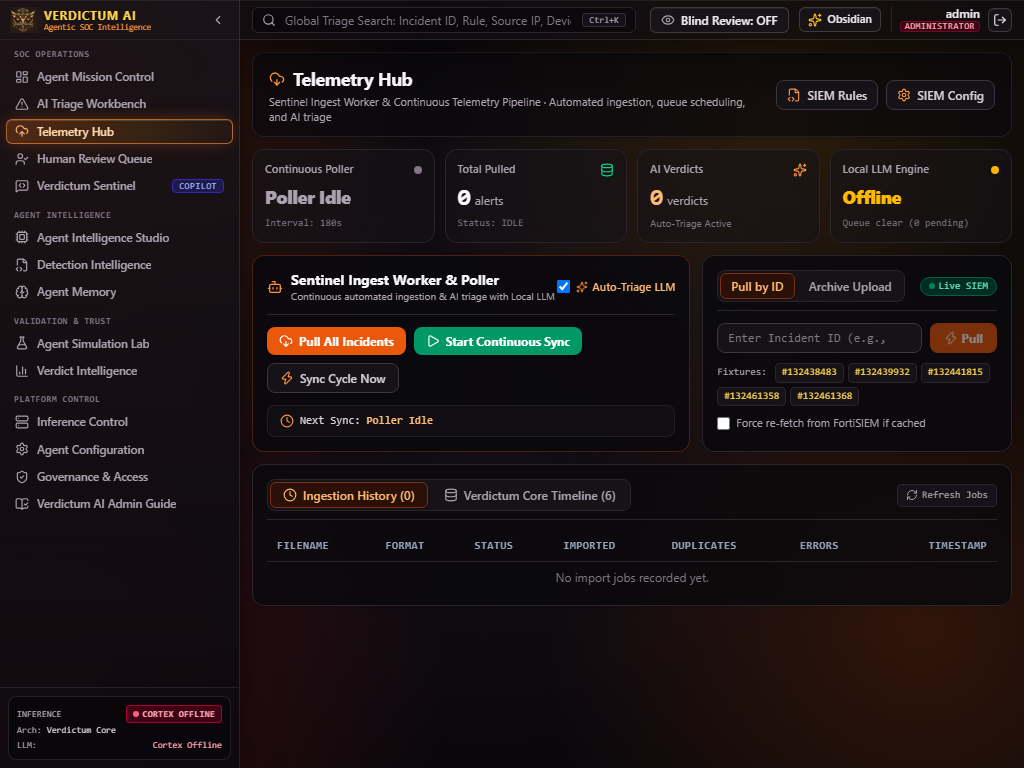 VERDICTUM AI
Agentic SOC Intelligence
Global Triage Search: Incident ID, Rule, Source IP, Devi
Ctrl+K
Blind Review: OFF
Obsidian
admin
ADMINISTRATOR
SOC OPERATIONS
Agent Mission Control
AI Triage Workbench
Telemetry Hub
Human Review Queue
Verdictum Sentinel
COPILOT
AGENT INTELLIGENCE
Agent Intelligence Studio
Detection Intelligence
Agent Memory
VALIDATION & TRUST
Agent Simulation Lab
Verdict Intelligence
PLATFORM CONTROL
Inference Control
Agent Configuration
Governance & Access
Verdictum AI Admin Guide
INFERENCE
CORTEX OFFLINE
Arch: Verdictum Core
LLM: Cortex Offline
Telemetry Hub
Sentinel Ingest Worker & Continuous Telemetry Pipeline · Automated ingestion, queue scheduling,
and AI triage
SIEM Rules
SIEM Config
Continuous Poller
Poller Idle
Interval: 180s
Total Pulled
0 alerts
Status: IDLE
AI Verdicts
0 verdicts
Auto-Triage Active
Local LLM Engine
Offline
Queue clear (0 pending)
Sentinel Ingest Worker & Poller
Continuous automated ingestion & AI triage with Local LLM
Auto-Triage LLM
Pull All Incidents
Start Continuous Sync
Sync Cycle Now
Next Sync: Poller Idle
Pull by ID
Archive Upload
Live SIEM
Enter Incident ID (e.g.,
Pull
Fixtures: #132438483 #132439932 #132441815
#132461358 #132461368
Force re-fetch from FortiSIEM if cached
Ingestion History (0)
Verdictum Core Timeline (6)
Refresh Jobs
FILENAME FORMAT STATUS IMPORTED DUPLICATES ERRORS TIMESTAMP
No import jobs recorded yet.